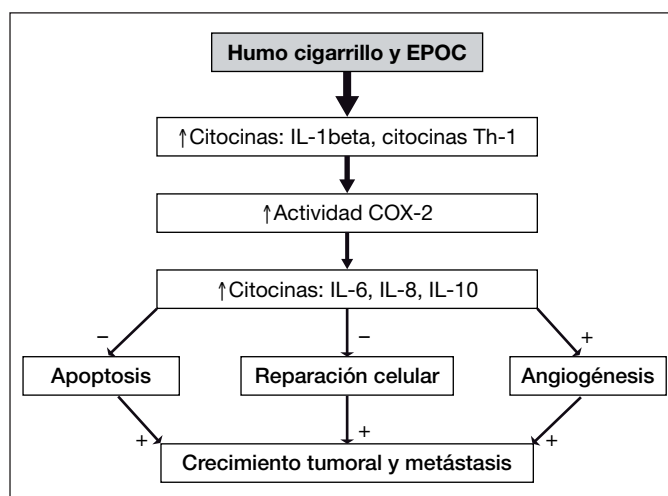 Humo cigarrillo y EPOC
↑Citocinas: IL-1beta, citocinas Th-1
↑Actividad COX-2
↑Citocinas: IL-6, IL-8, IL-10
− − +
Apoptosis Reparación celular Angiogénesis
+ + +
Crecimiento tumoral y metástasis